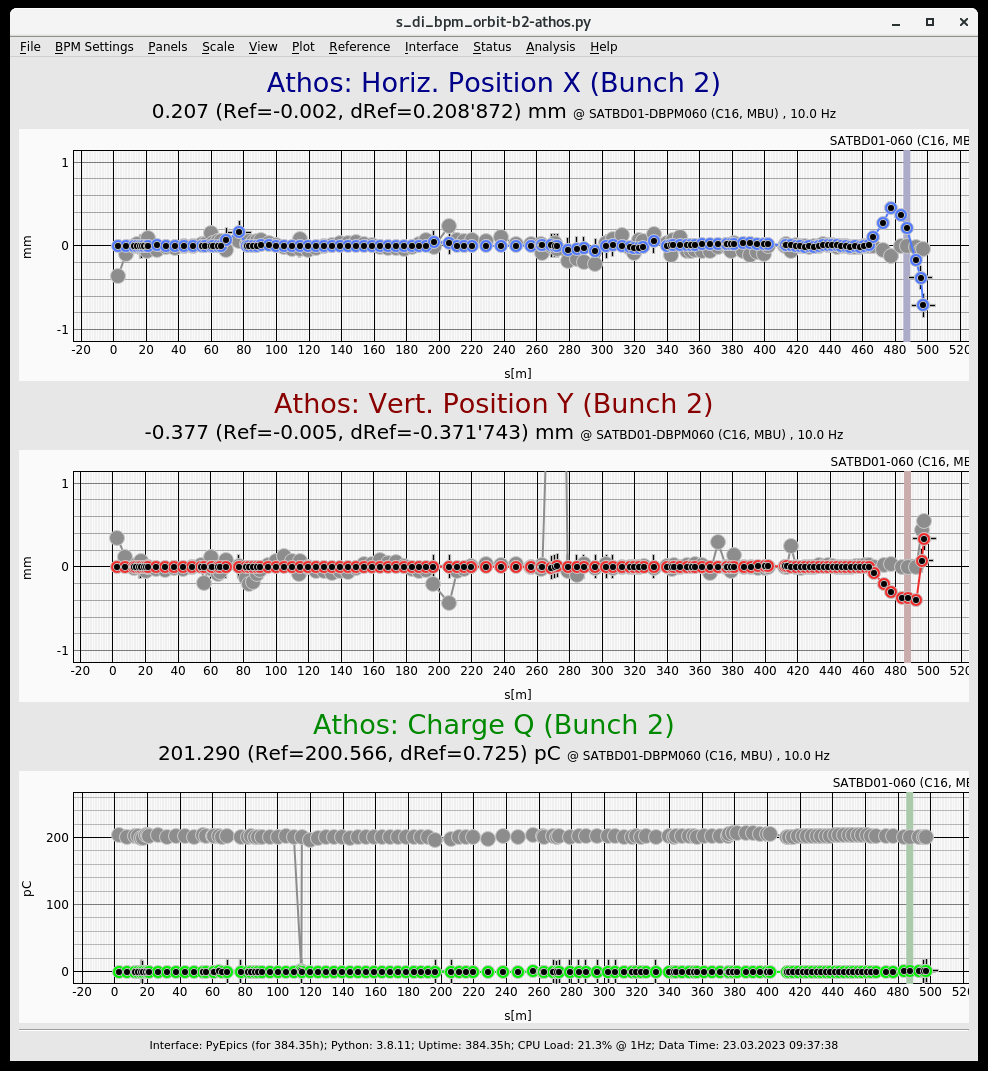 s_di_bpm_orbit-b2-athos.py
File BPM Settings Panels Scale View Plot Reference Interface Status Analysis Help
Athos: Horiz. Position X (Bunch 2)
0.207 (Ref=-0.002, dRef=0.208'872) mm @ SATBD01-DBPM060 (C16, MBU) , 10.0 Hz
SATBD01-060 (C16, MB
1
0
-1
mm
-20 0 20 40 60 80 100 120 140 160 180 200 220 240 260 280 300 320 340 360 380 400 420 440 460 480 500 520
s[m]
Athos: Vert. Position Y (Bunch 2)
-0.377 (Ref=-0.005, dRef=-0.371'743) mm @ SATBD01-DBPM060 (C16, MBU) , 10.0 Hz
SATBD01-060 (C16, MB
1
0
-1
mm
-20 0 20 40 60 80 100 120 140 160 180 200 220 240 260 280 300 320 340 360 380 400 420 440 460 480 500 520
s[m]
Athos: Charge Q (Bunch 2)
201.290 (Ref=200.566, dRef=0.725) pC @ SATBD01-DBPM060 (C16, MBU) , 10.0 Hz
SATBD01-060 (C16, MB
200
100
0
pC
-20 0 20 40 60 80 100 120 140 160 180 200 220 240 260 280 300 320 340 360 380 400 420 440 460 480 500 52
s[m]
Interface: PyEpics (for 384.35h); Python: 3.8.11; Uptime: 384.35h; CPU Load: 21.3% @ 1Hz; Data Time: 23.03.2023 09:37:38